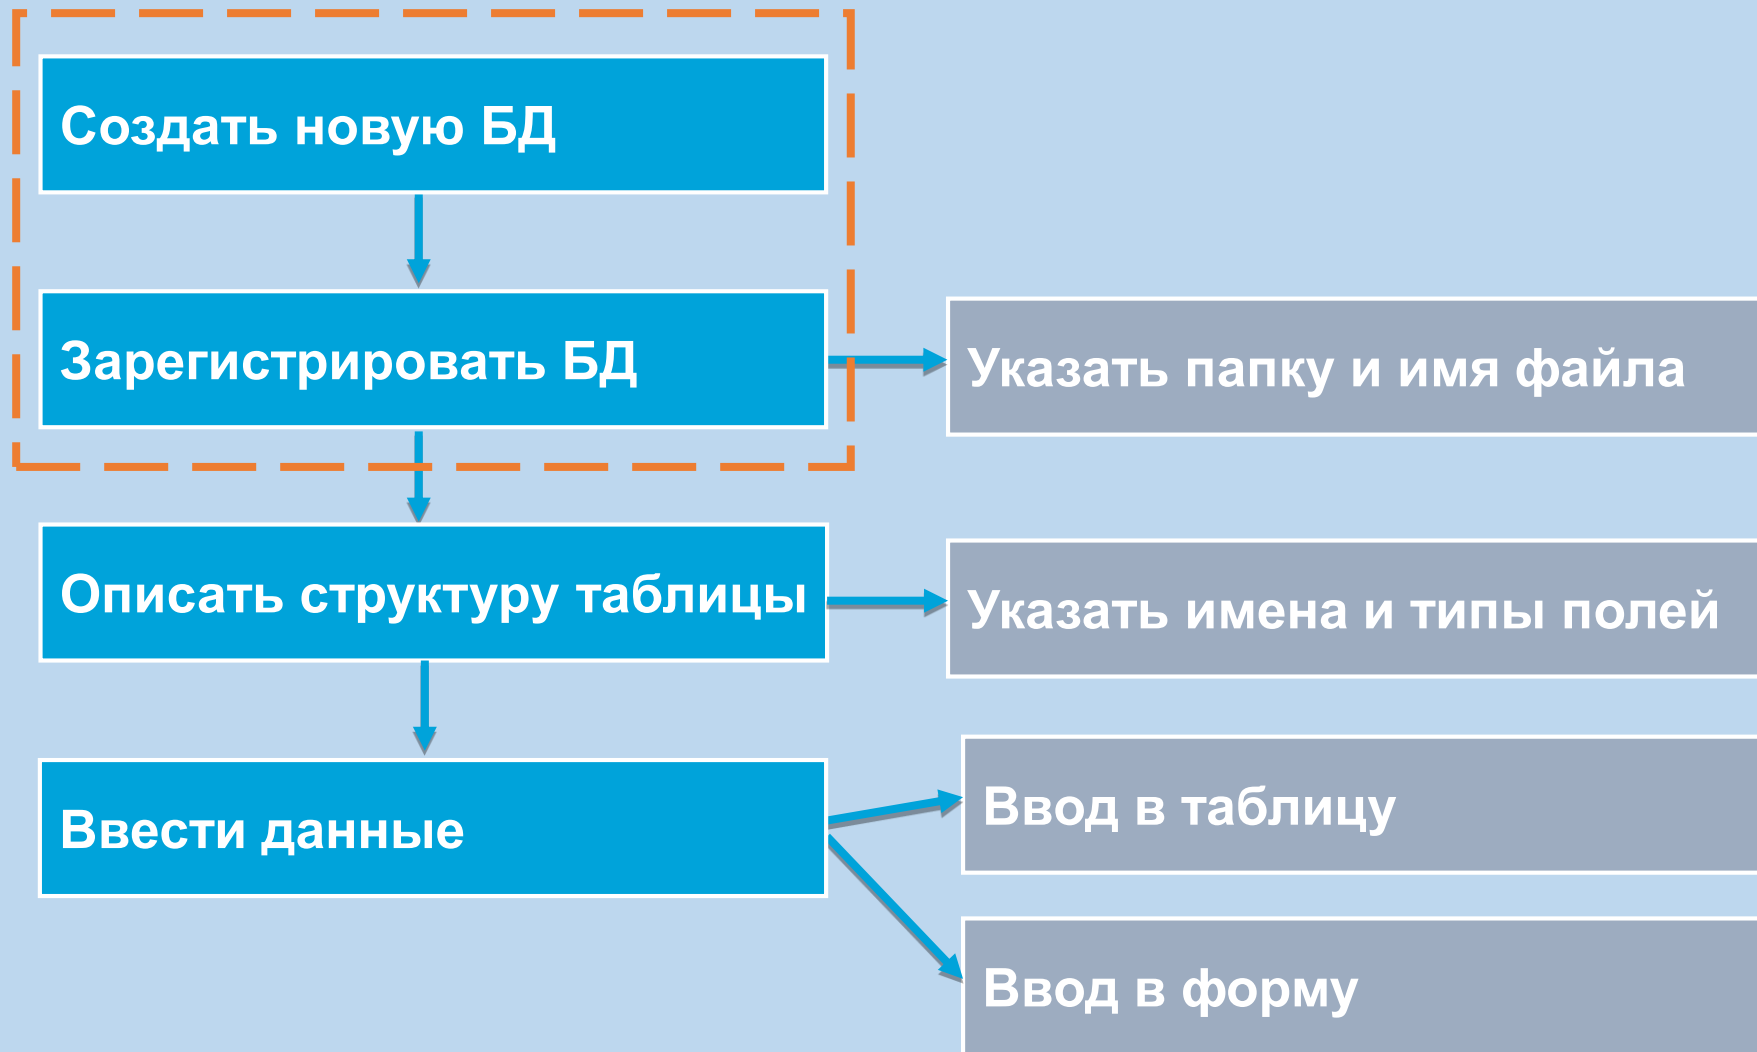 Создать новую БД
Зарегистрировать БД
Указать папку и имя файла
Описать структуру таблицы
Указать имена и типы полей
Ввести данные
Ввод в таблицу
Ввод в форму